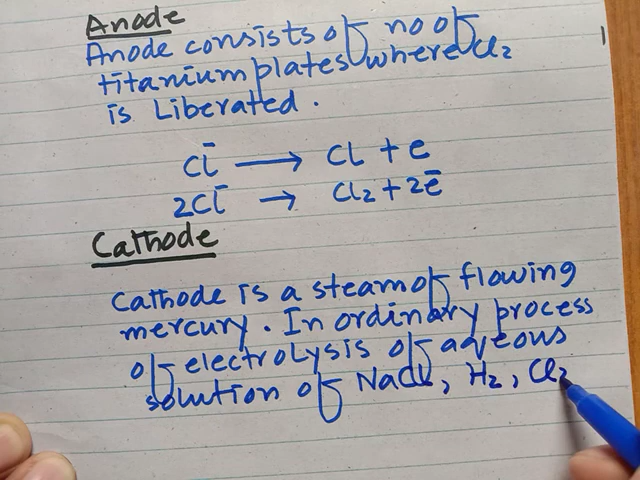 Anode
Anode consists of no of
titanium plates where Cl2
is Liberated.
Cl⁻ → Cl + e
2Cl⁻ → Cl2 + 2e⁻
Cathode
Cathode is a steam of flowing
mercury. In ordinary process
of electrolysis of aqeous
solution of NaCl, H2, Cl2